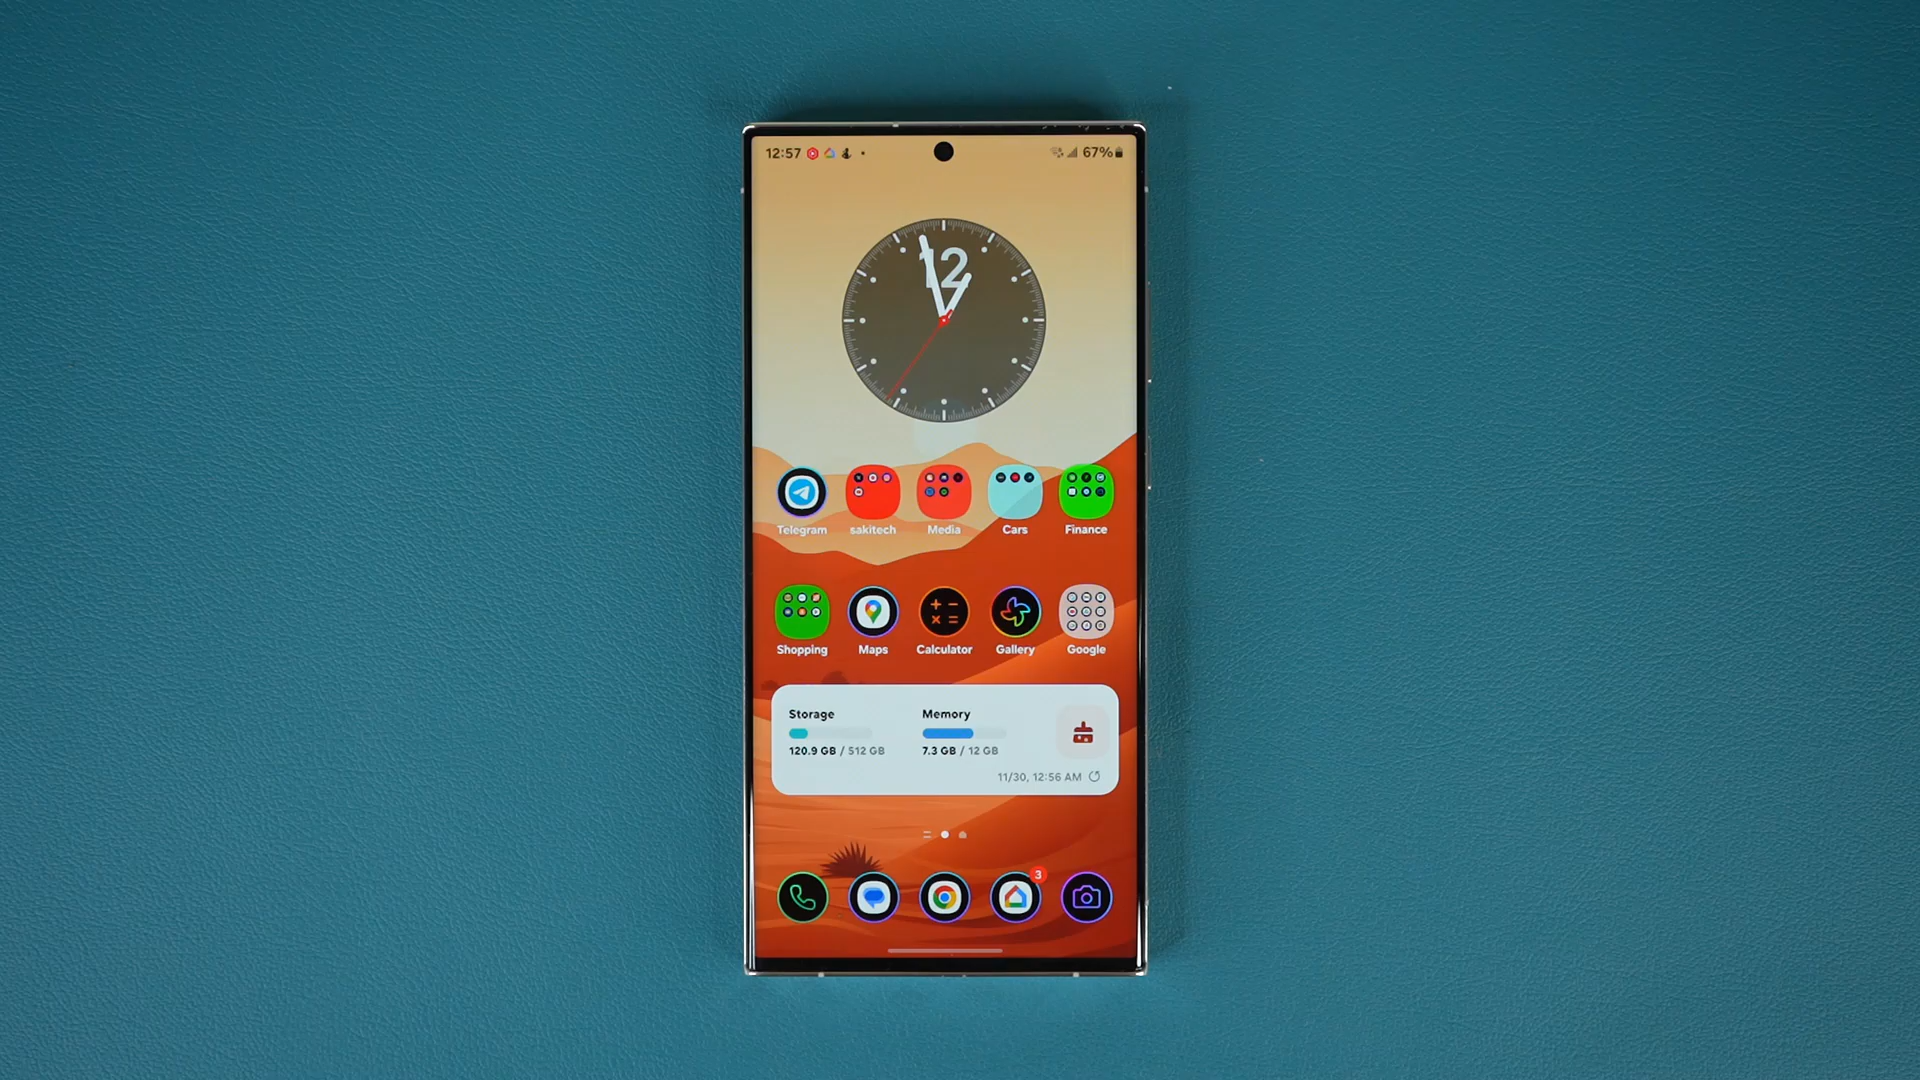 12:57
67%
12
Telegram sakitech Media Cars Finance
Shopping Maps Calculator Gallery Google
Storage Memory
120.9 GB / 512 GB 7.3 GB / 12 GB
11/30, 12:56 AM
3